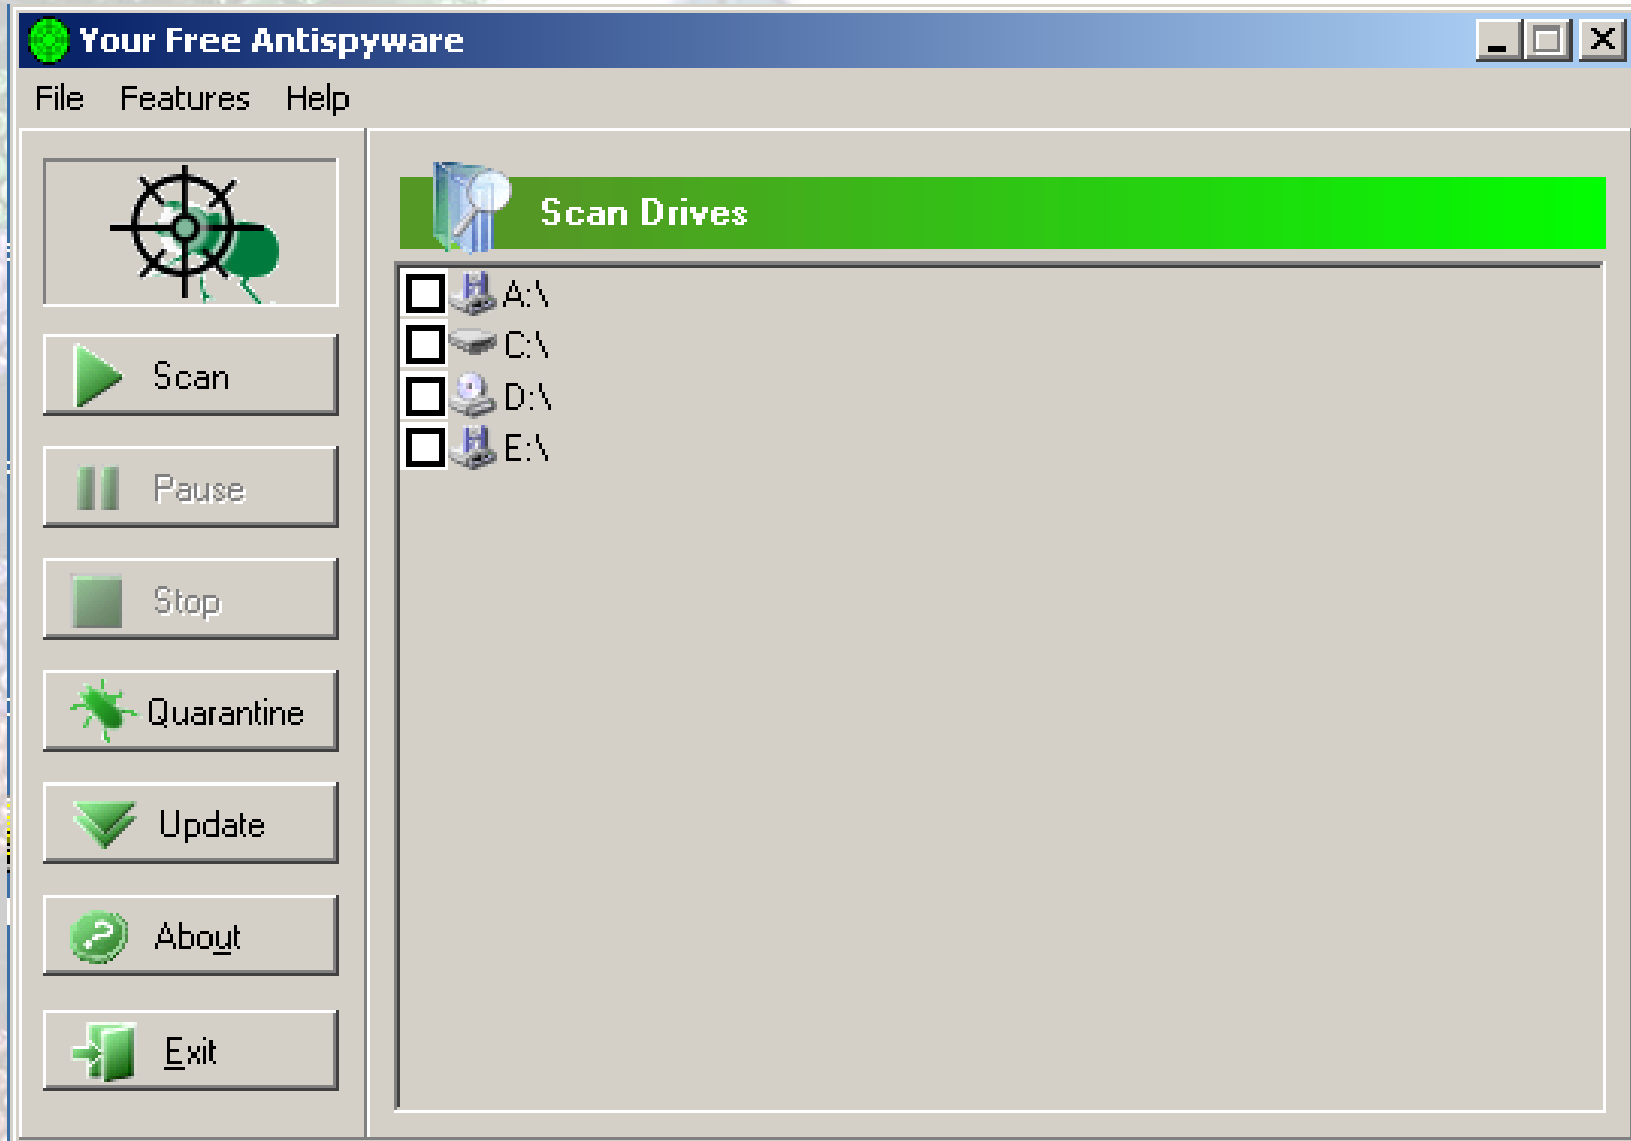 Your Free Antispyware
File Features Help
Scan Drives
A:\
C:\
D:\
E:\
Scan
Pause
Stop
Quarantine
Update
About
Exit